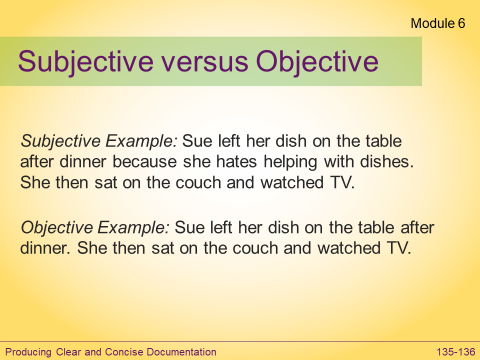 Module 6
Subjective versus Objective
Subjective Example: Sue left her dish on the table
after dinner because she hates helping with dishes.
She then sat on the couch and watched TV.
Objective Example: Sue left her dish on the table after
dinner. She then sat on the couch and watched TV.
Producing Clear and Concise Documentation
135-136